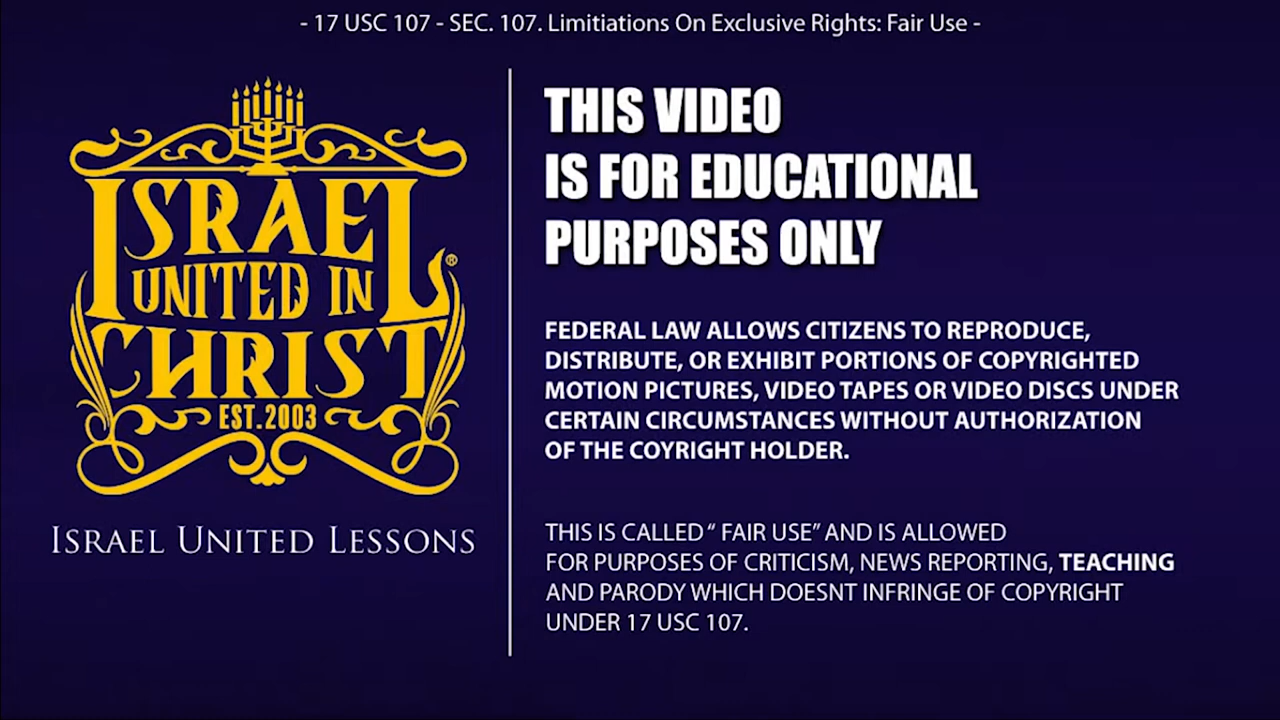 - 17 USC 107 - SEC. 107. Limitiations On Exclusive Rights: Fair Use -
ISRAEL
UNITED IN
CHRIST
EST.2003
®
ISRAEL UNITED LESSONS
THIS VIDEO
IS FOR EDUCATIONAL
PURPOSES ONLY
FEDERAL LAW ALLOWS CITIZENS TO REPRODUCE,
DISTRIBUTE, OR EXHIBIT PORTIONS OF COPYRIGHTED
MOTION PICTURES, VIDEO TAPES OR VIDEO DISCS UNDER
CERTAIN CIRCUMSTANCES WITHOUT AUTHORIZATION
OF THE COYRIGHT HOLDER.
THIS IS CALLED “ FAIR USE” AND IS ALLOWED
FOR PURPOSES OF CRITICISM, NEWS REPORTING, TEACHING
AND PARODY WHICH DOESNT INFRINGE OF COPYRIGHT
UNDER 17 USC 107.